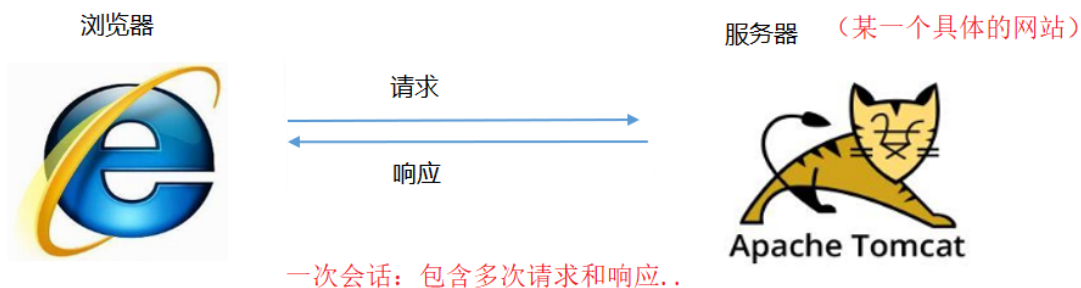 浏览器
服务器 （某一个具体的网站）
请求
响应
Apache Tomcat
一次会话：包含多次请求和响应..